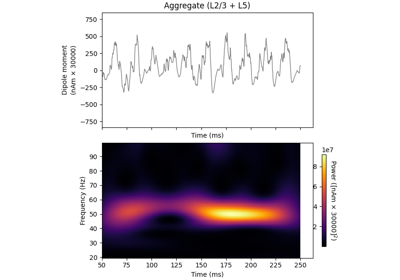 Aggregate (L2/3 + L5)
750
500
250
0
−250
−500
−750
Dipole moment
(nAm × 30000)
Time (ms)
90
80
70
60
50
40
30
20
Frequency (Hz)
50 75 100 125 150 175 200 225 250
Time (ms)
1e7
8
6
4
2
Power ([nAm × 30000]²)